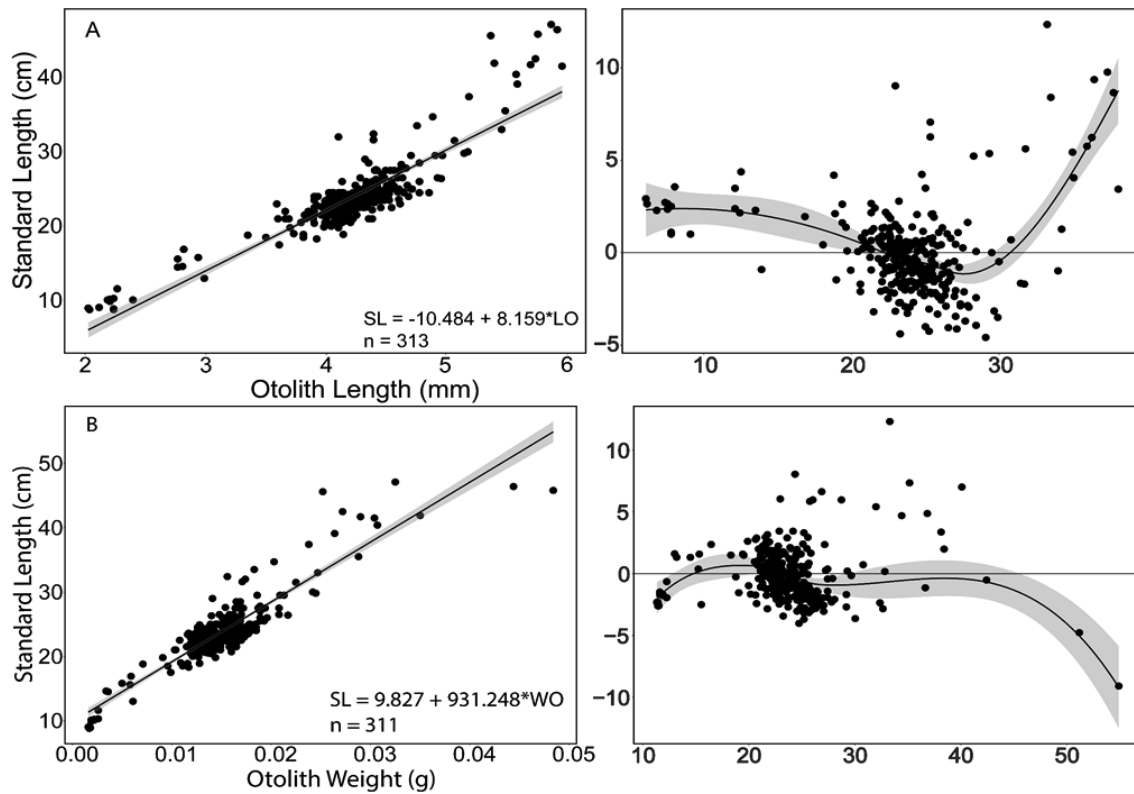 A
Standard Length (cm)
40
30
20
10
SL = -10.484 + 8.159*LO
n = 313
2 3 4 5 6
Otolith Length (mm)
10
5
0
-5
10 20 30
B
Standard Length (cm)
50
40
30
20
10
SL = 9.827 + 931.248*WO
n = 311
0.00 0.01 0.02 0.03 0.04 0.05
Otolith Weight (g)
10
5
0
-5
-10
10 20 30 40 50